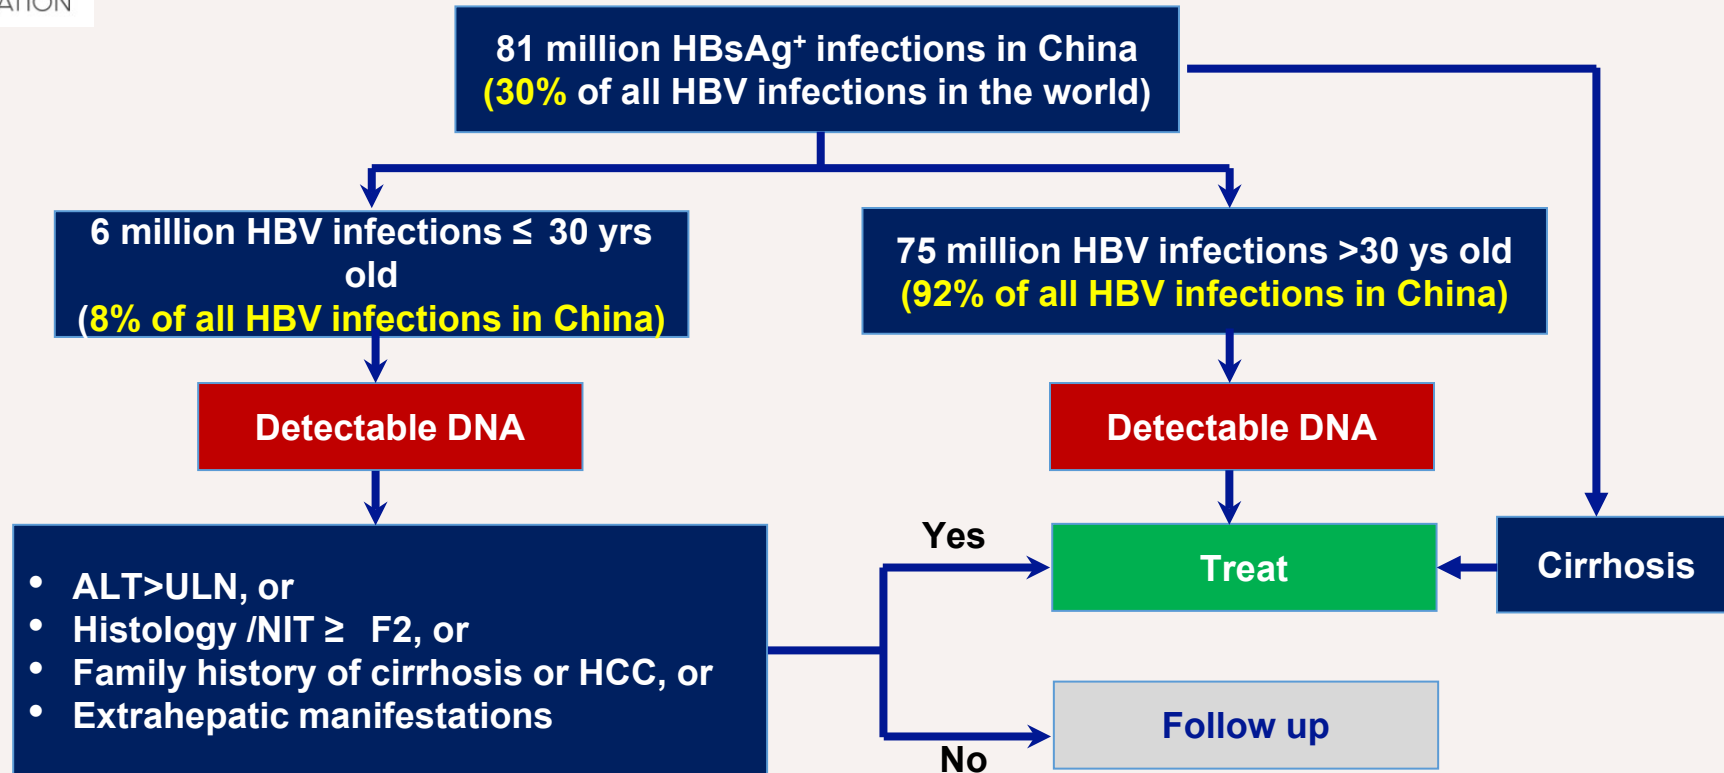 81 million HBsAg⁺ infections in China
(30% of all HBV infections in the world)
6 million HBV infections ≤ 30 yrs
old
(8% of all HBV infections in China)
75 million HBV infections >30 ys old
(92% of all HBV infections in China)
Detectable DNA
Detectable DNA
• ALT>ULN, or
• Histology /NIT ≥ F2, or
• Family history of cirrhosis or HCC, or
• Extrahepatic manifestations
Yes
Treat
Cirrhosis
No
Follow up